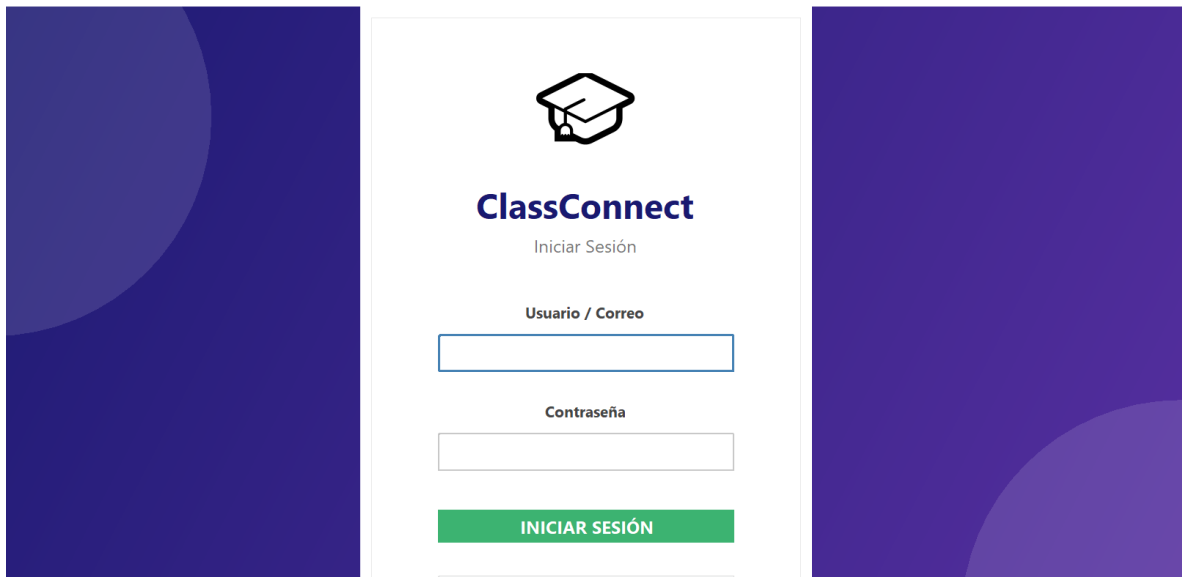 ClassConnect
Iniciar Sesión
Usuario / Correo
Contraseña
INICIAR SESIÓN